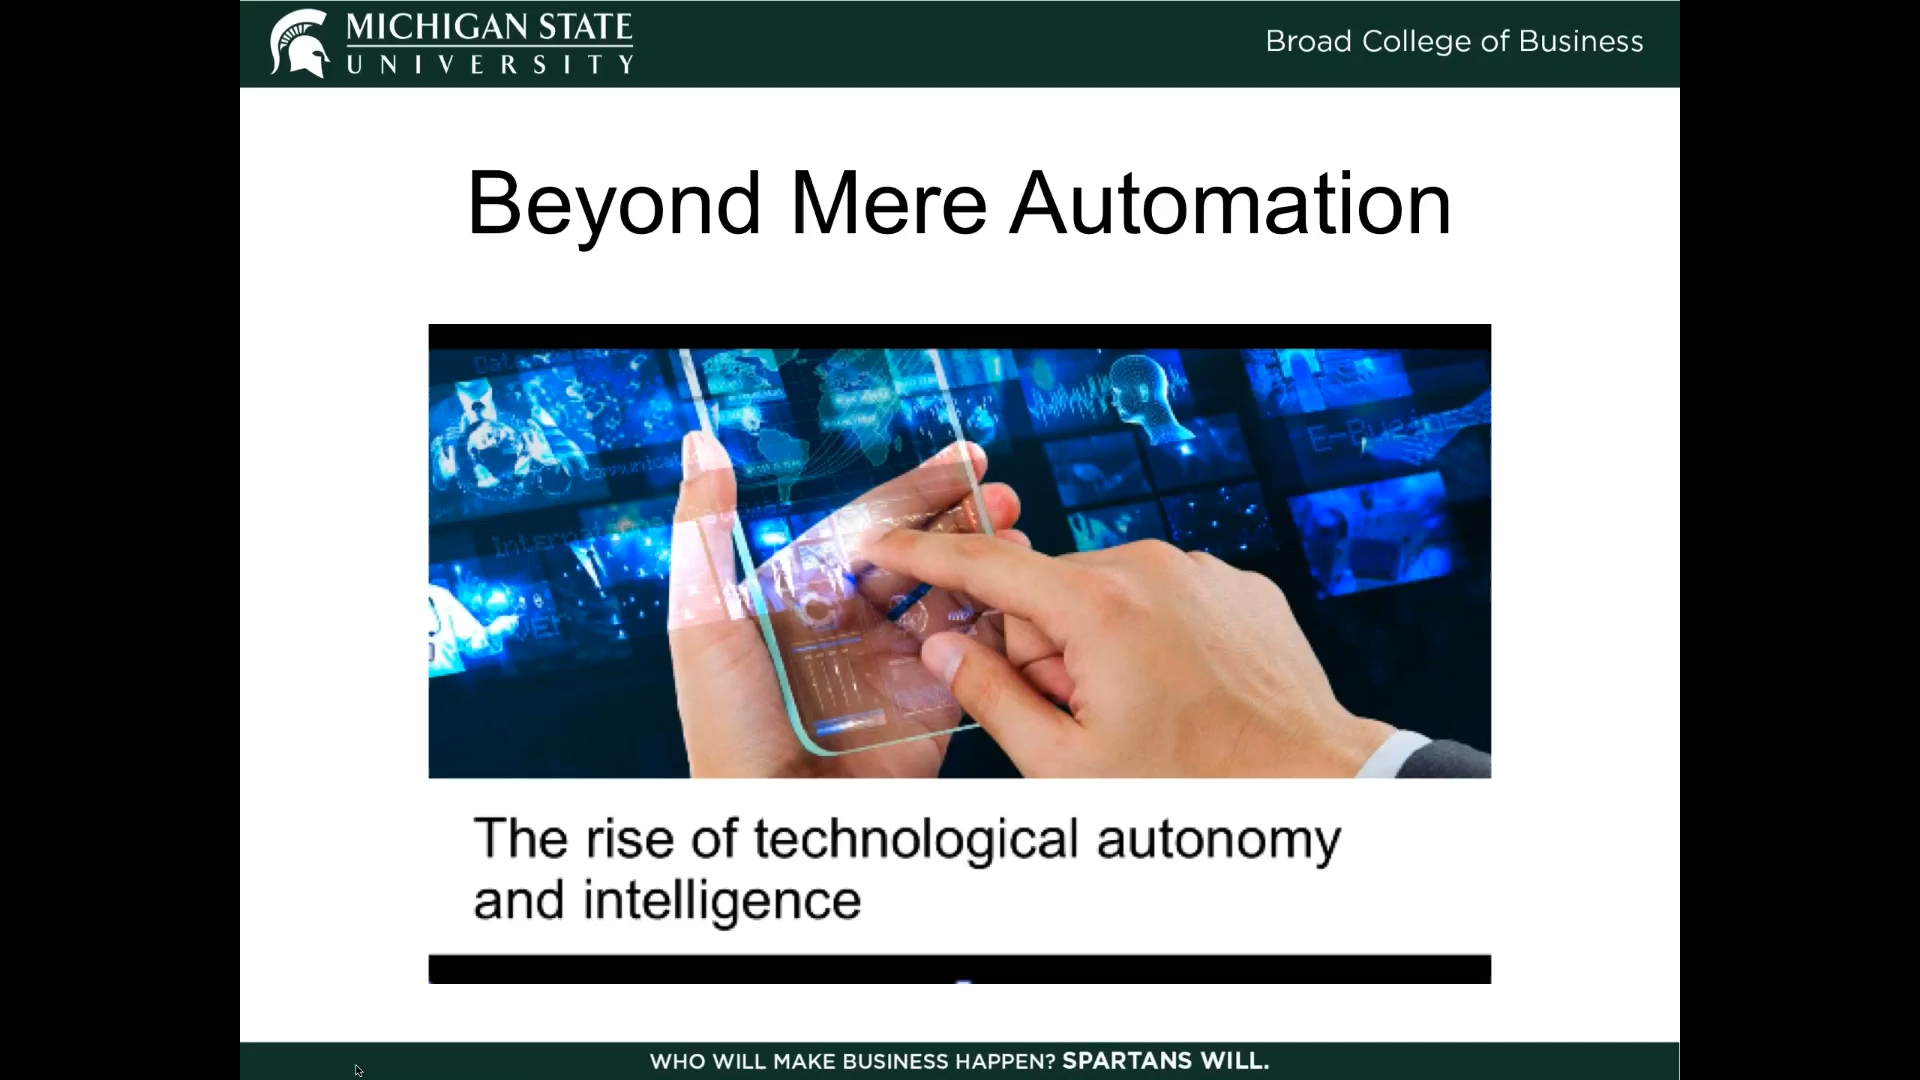 MICHIGAN STATE
UNIVERSITY
Broad College of Business
Beyond Mere Automation
The rise of technological autonomy
and intelligence
WHO WILL MAKE BUSINESS HAPPEN? SPARTANS WILL.